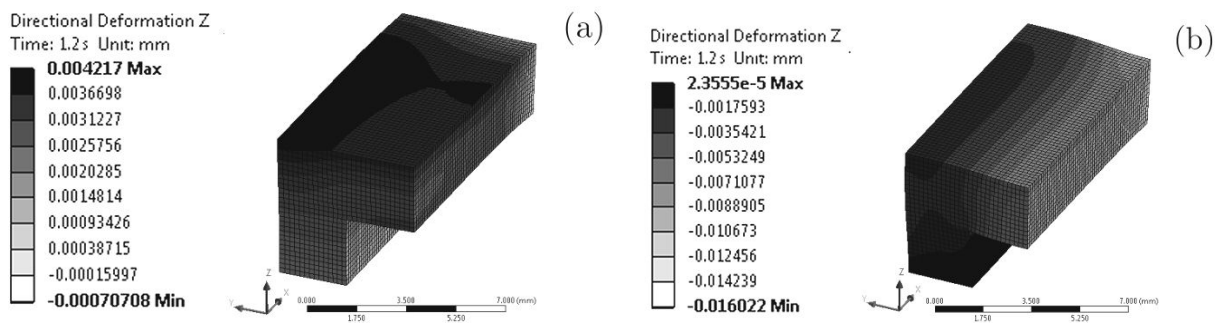 Directional Deformation Z
Time: 1.2 s Unit: mm
0.004217 Max
0.0036698
0.0031227
0.0025756
0.0020285
0.0014814
0.00093426
0.00038715
-0.00015997
-0.00070708 Min
(a)
Z
Y
X
0.000
3.500
7.000 (mm)
1.750
5.250
Directional Deformation Z
Time: 1.2 s Unit: mm
2.3555e-5 Max
-0.0017593
-0.0035421
-0.0053249
-0.0071077
-0.0088905
-0.010673
-0.012456
-0.014239
-0.016022 Min
(b)
Z
Y
X
0.000
3.500
7.000 (mm)
1.750
5.250